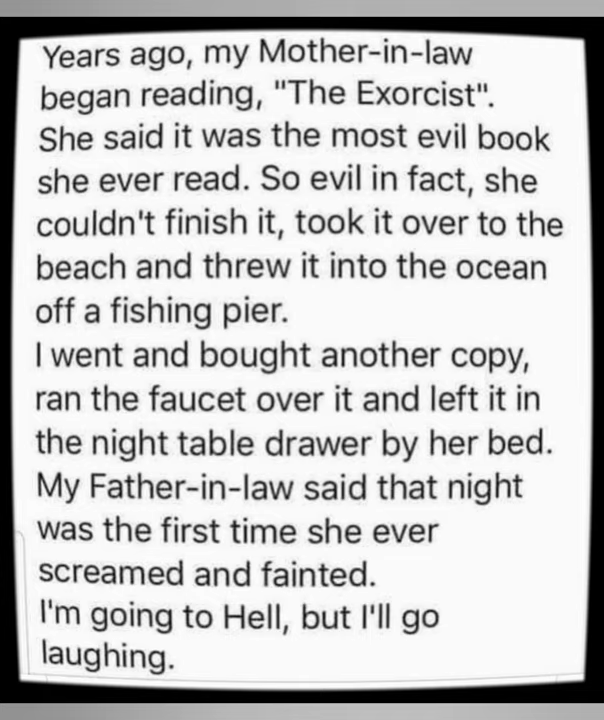 Years ago, my Mother-in-law
began reading, "The Exorcist".
She said it was the most evil book
she ever read. So evil in fact, she
couldn't finish it, took it over to the
beach and threw it into the ocean
off a fishing pier.
I went and bought another copy,
ran the faucet over it and left it in
the night table drawer by her bed.
My Father-in-law said that night
was the first time she ever
screamed and fainted.
I'm going to Hell, but I'll go
laughing.